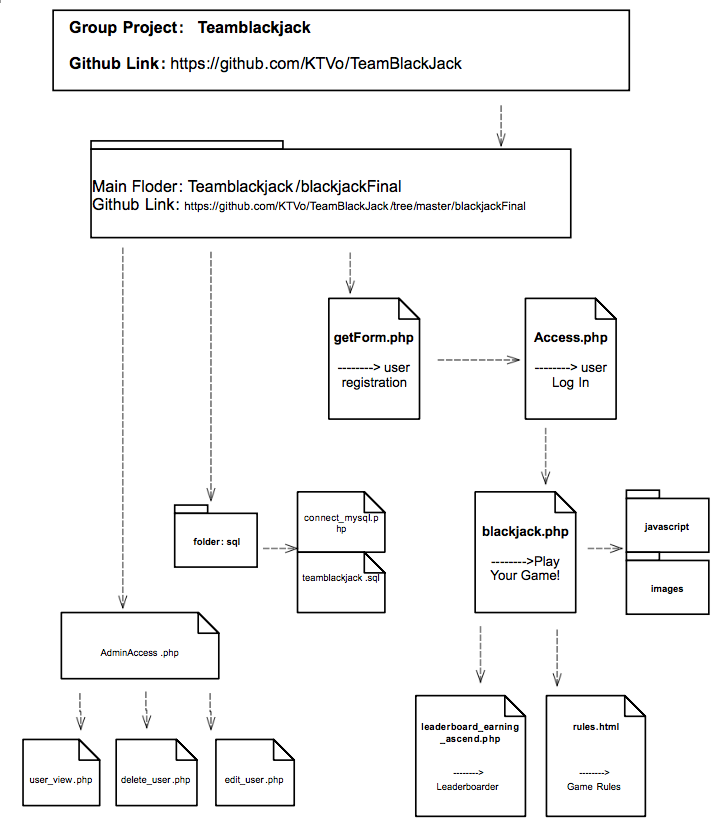 Group Project: Teamblackjack
Github Link: https://github.com/KTVo/TeamBlackJack
Main Floder: Teamblackjack/blackjackFinal
Github Link: https://github.com/KTVo/TeamBlackJack/tree/master/blackjackFinal
getForm.php
--------> user
registration
Access.php
--------> user
Log In
folder: sql
connect_mysql.p
hp
teamblackjack .sql
blackjack.php
-------->Play
Your Game!
javascript
images
AdminAccess .php
user_view.php
delete_user.php
edit_user.php
leaderboard_earning
_ascend.php
-------->
Leaderboarder
rules.html
-------->
Game Rules